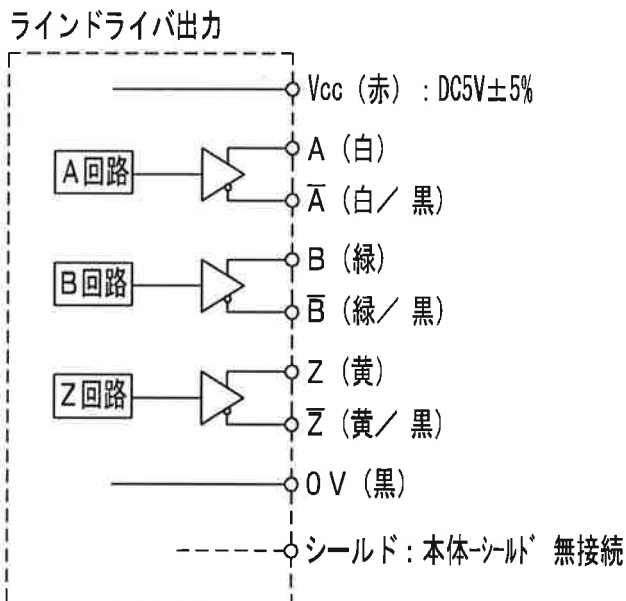 ラインドライバ出力
Vcc (赤) : DC5V±5%
A (白)
A回路
A̅ (白／ 黒)
B (緑)
B回路
B̅ (緑／ 黒)
Z (黄)
Z回路
Z̅ (黄／ 黒)
0V (黒)
シールド : 本体-ｼｰﾙﾄﾞ 無接続